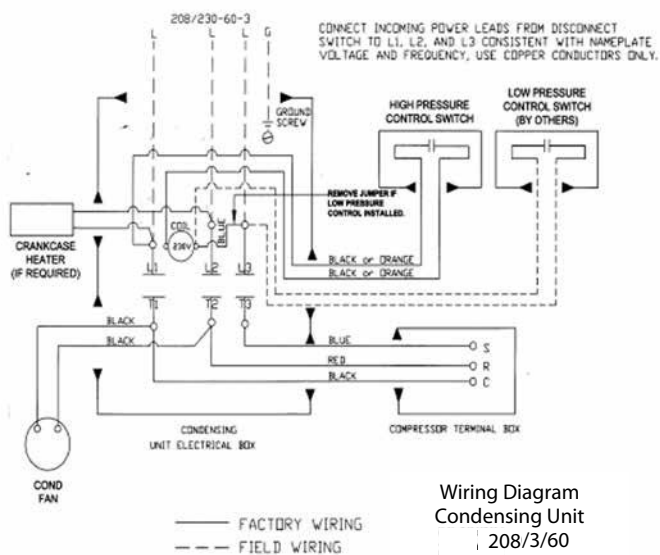 208/230-60-3
L L L G
CONNECT INCOMING POWER LEADS FROM DISCONNECT
SWITCH TO L1, L2, AND L3 CONSISTENT WITH NAMEPLATE
VOLTAGE AND FREQUENCY, USE COPPER CONDUCTORS ONLY.
GROUND
SCREW
HIGH PRESSURE
CONTROL SWITCH
LOW PRESSURE
CONTROL SWITCH
(BY OTHERS)
REMOVE JUMPER IF
LOW PRESSURE
CONTROL INSTALLED.
CRANKCASE
HEATER
(IF REQUIRED)
COIL
230V
BLUE
BLACK or ORANGE
BLACK or ORANGE
L1 L2 L3
T1 T2 T3
BLACK
BLACK
BLUE
RED
BLACK
S
R
C
CONDENSING
UNIT ELECTRICAL BOX
COMPRESSOR TERMINAL BOX
COND
FAN
FACTORY WIRING
FIELD WIRING
Wiring Diagram
Condensing Unit
208/3/60